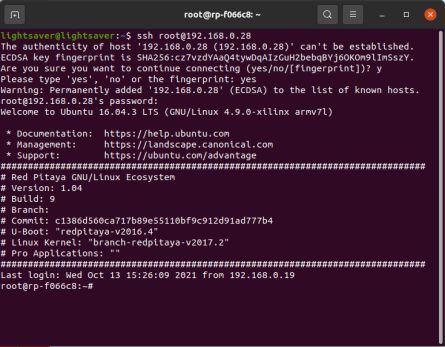 root@rp-f066c8: ~
lightsaver@lightsaver:~$ ssh root@192.168.0.28
The authenticity of host '192.168.0.28 (192.168.0.28)' can't be established.
ECDSA key fingerprint is SHA256:cz7vzdYAaQ4tywDqAIzGuH2bebqBYj6OKOm9lImSszY.
Are you sure you want to continue connecting (yes/no/[fingerprint])? y
Please type 'yes', 'no' or the fingerprint: yes
Warning: Permanently added '192.168.0.28' (ECDSA) to the list of known hosts.
root@192.168.0.28's password:
Welcome to Ubuntu 16.04.3 LTS (GNU/Linux 4.9.0-xilinx armv7l)
* Documentation: https://help.ubuntu.com
* Management: https://landscape.canonical.com
* Support: https://ubuntu.com/advantage
##############################################################################
# Red Pitaya GNU/Linux Ecosystem
# Version: 1.04
# Build: 9
# Branch:
# Commit: c1386d560ca717b89e55110bf9c912d91ad777b4
# U-Boot: "redpitaya-v2016.4"
# Linux Kernel: "branch-redpitaya-v2017.2"
# Pro Applications: ""
##############################################################################
Last login: Wed Oct 13 15:26:09 2021 from 192.168.0.19
root@rp-f066c8:~#